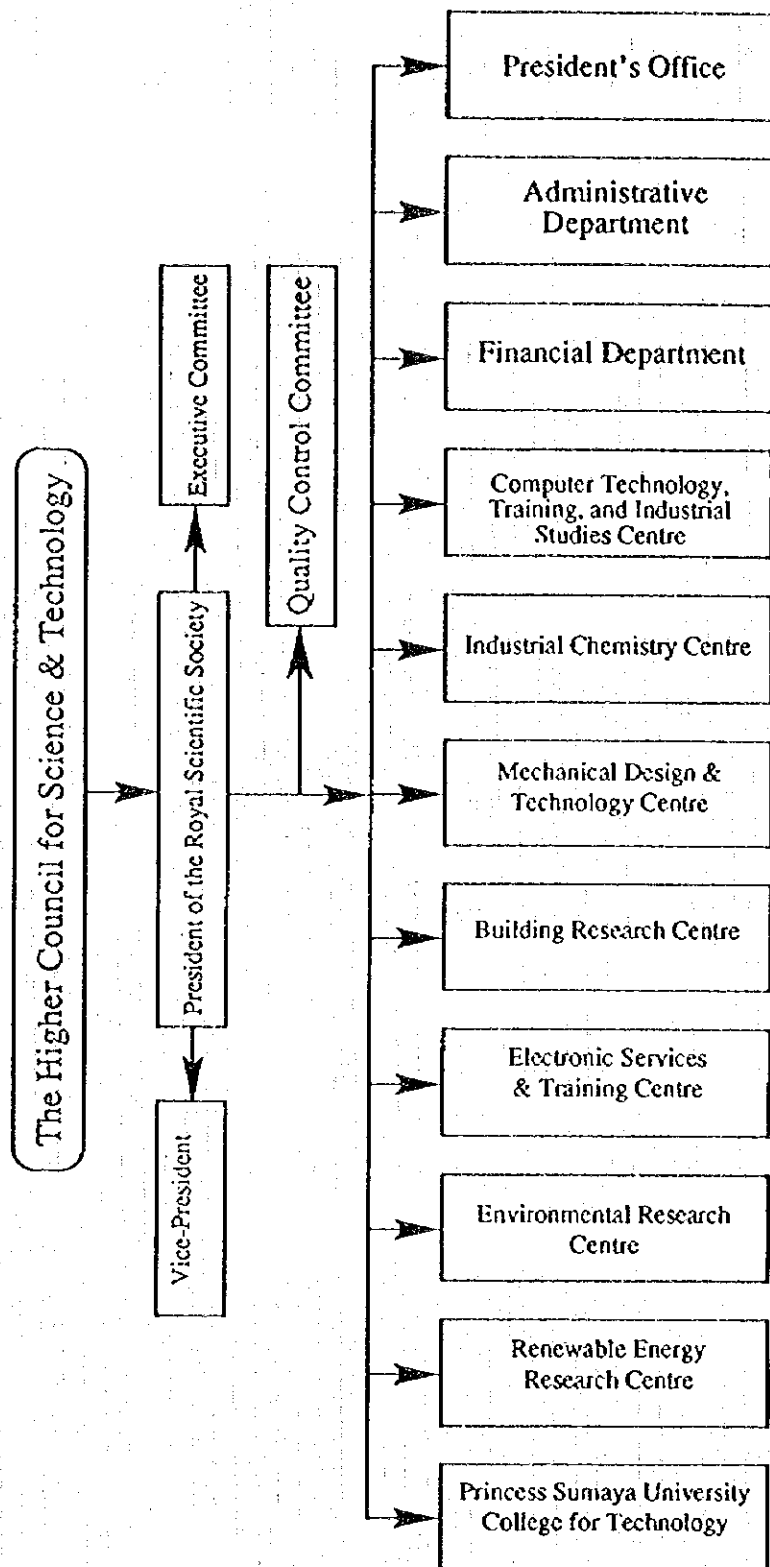 The Higher Council for Science & Technology
Vice-President
President of the Royal Scientific Society
Executive Committee
Quality Control Committee
President's Office
Administrative
Department
Financial Department
Computer Technology,
Training, and Industrial
Studies Centre
Industrial Chemistry Centre
Mechanical Design &
Technology Centre
Building Research Centre
Electronic Services
& Training Centre
Environmental Research
Centre
Renewable Energy
Research Centre
Princess Sumaya University
College for Technology